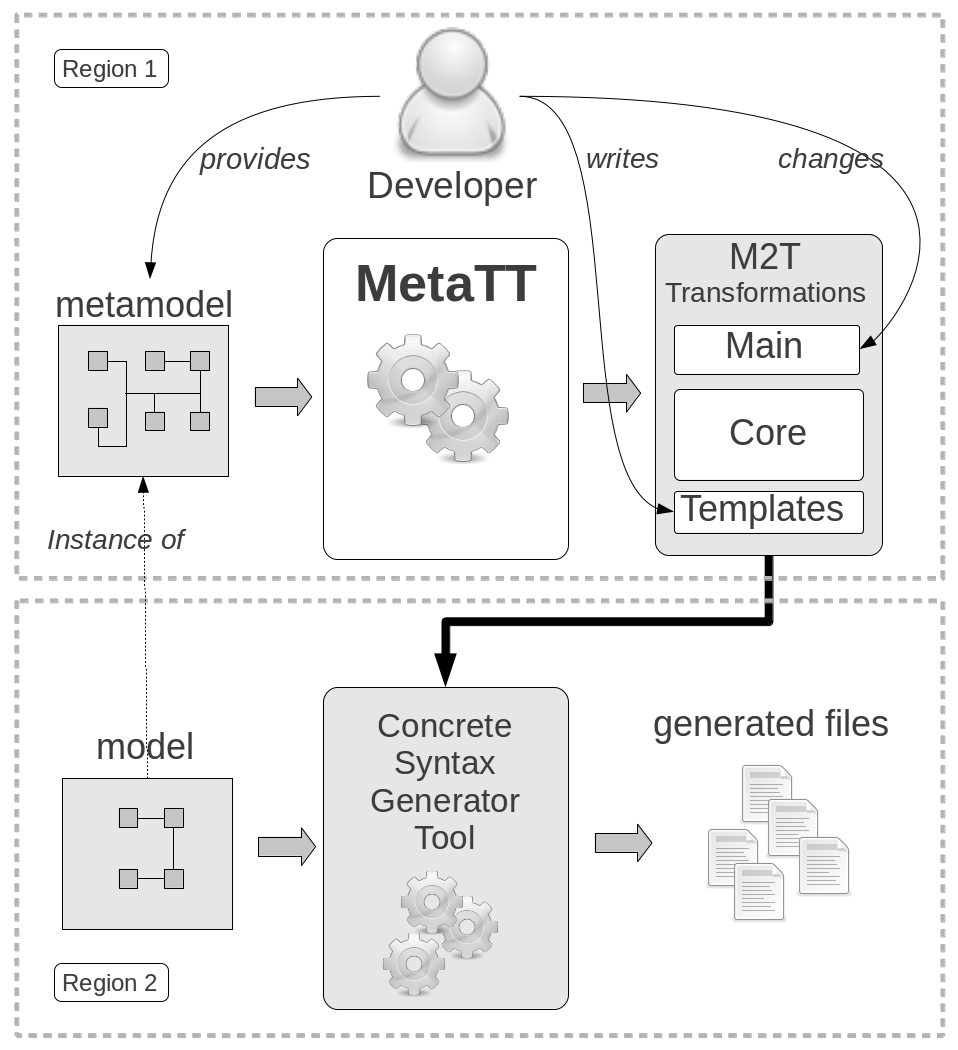 Region 1
provides
writes
changes
Developer
metamodel
MetaTT
M2T
Transformations
Main
Core
Templates
Instance of
model
Concrete
Syntax
Generator
Tool
generated files
Region 2